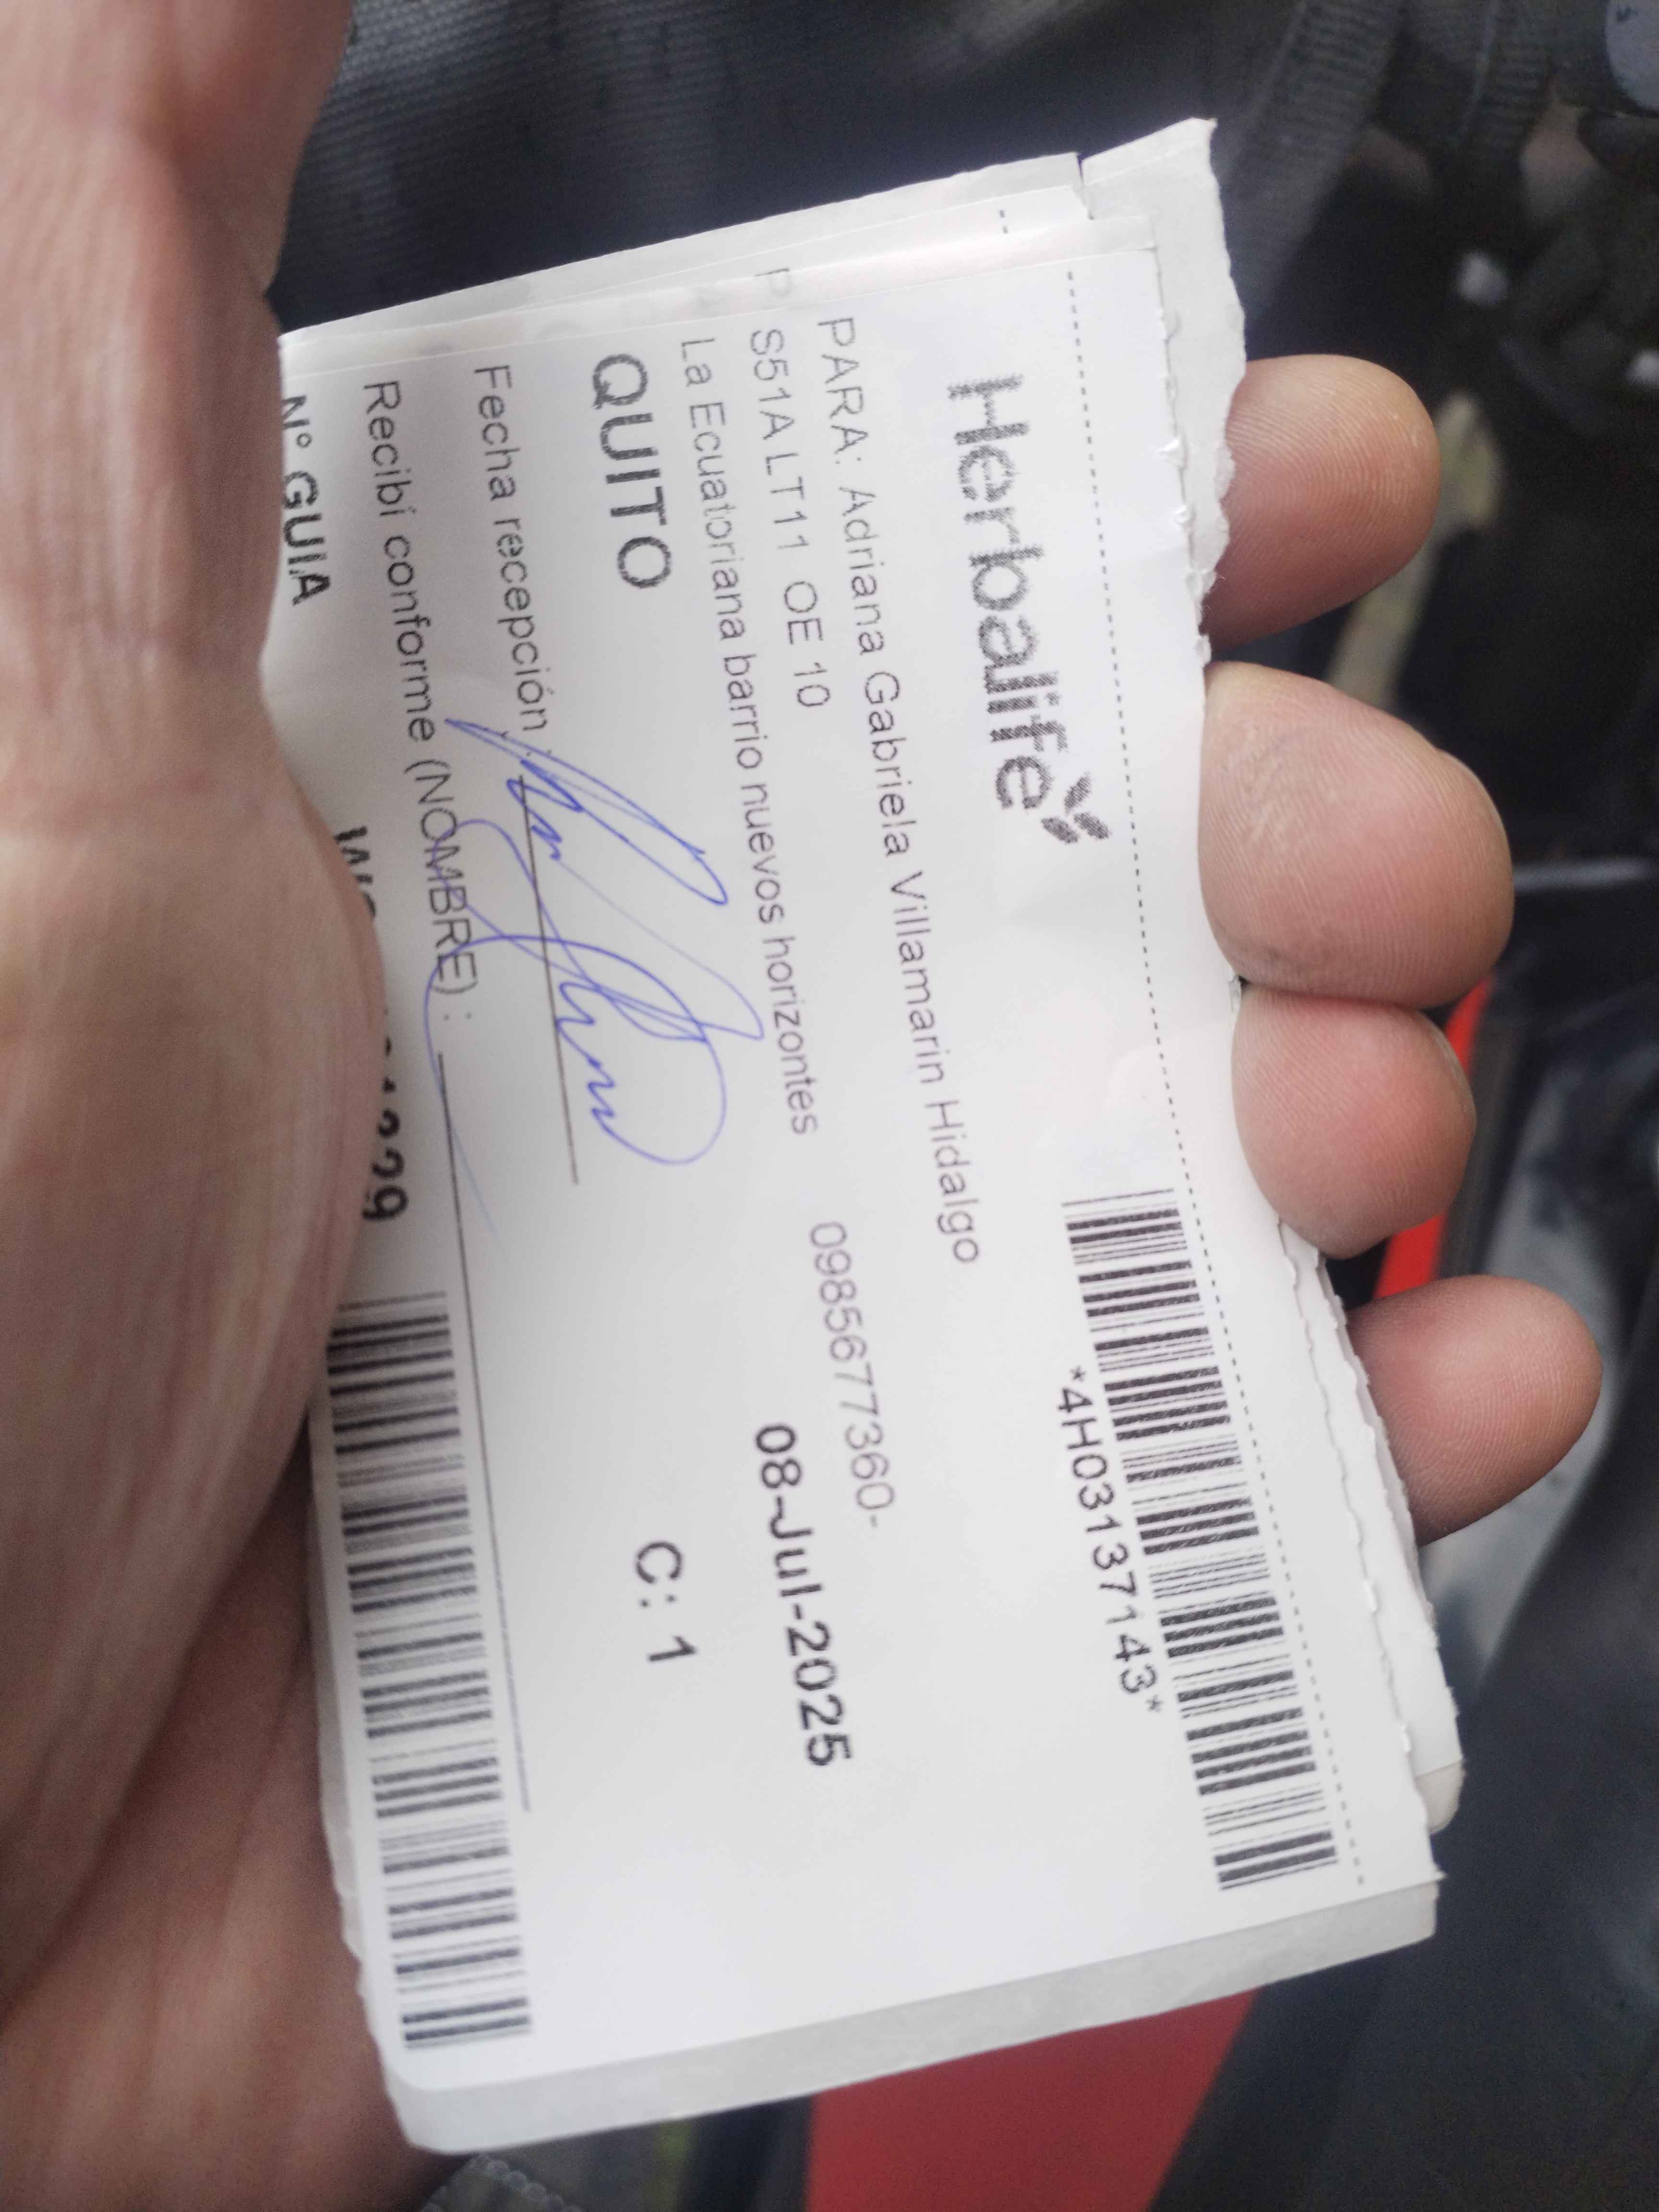 Herbalife
*4H03137143*
PARA: Adriana Gabriela Villamarin Hidalgo
S51A LT11 OE 10
0985677360-
La Ecuatoriana barrio nuevos horizontes
08-Jul-2025
QUITO
C: 1
Fecha recepción
Recibí conforme (NOMBRE) :
N° GUIA